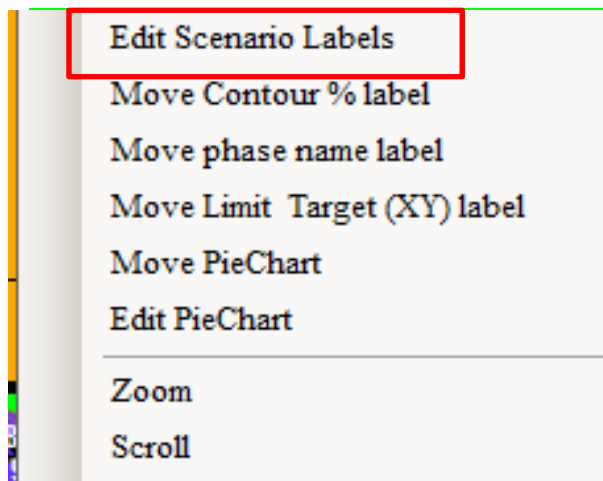 Edit Scenario Labels
Move Contour % label
Move phase name label
Move Limit  Target (XY) label
Move PieChart
Edit PieChart
Zoom
Scroll